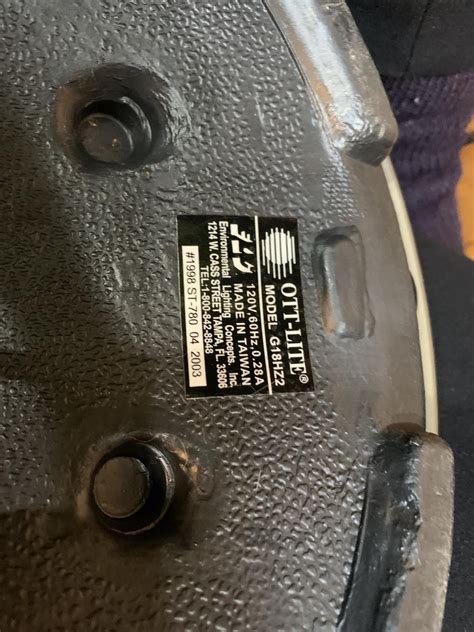 OTT-LITE®
MODEL G18HZ2
120V,60Hz,0.28A
MADE IN TAIWAN
Environmental Lighting Concepts, Inc.
1214 W. CASS STREET TAMPA, FL 33606
TEL:1-800-842-8848
#1998 ST-780 04 2003